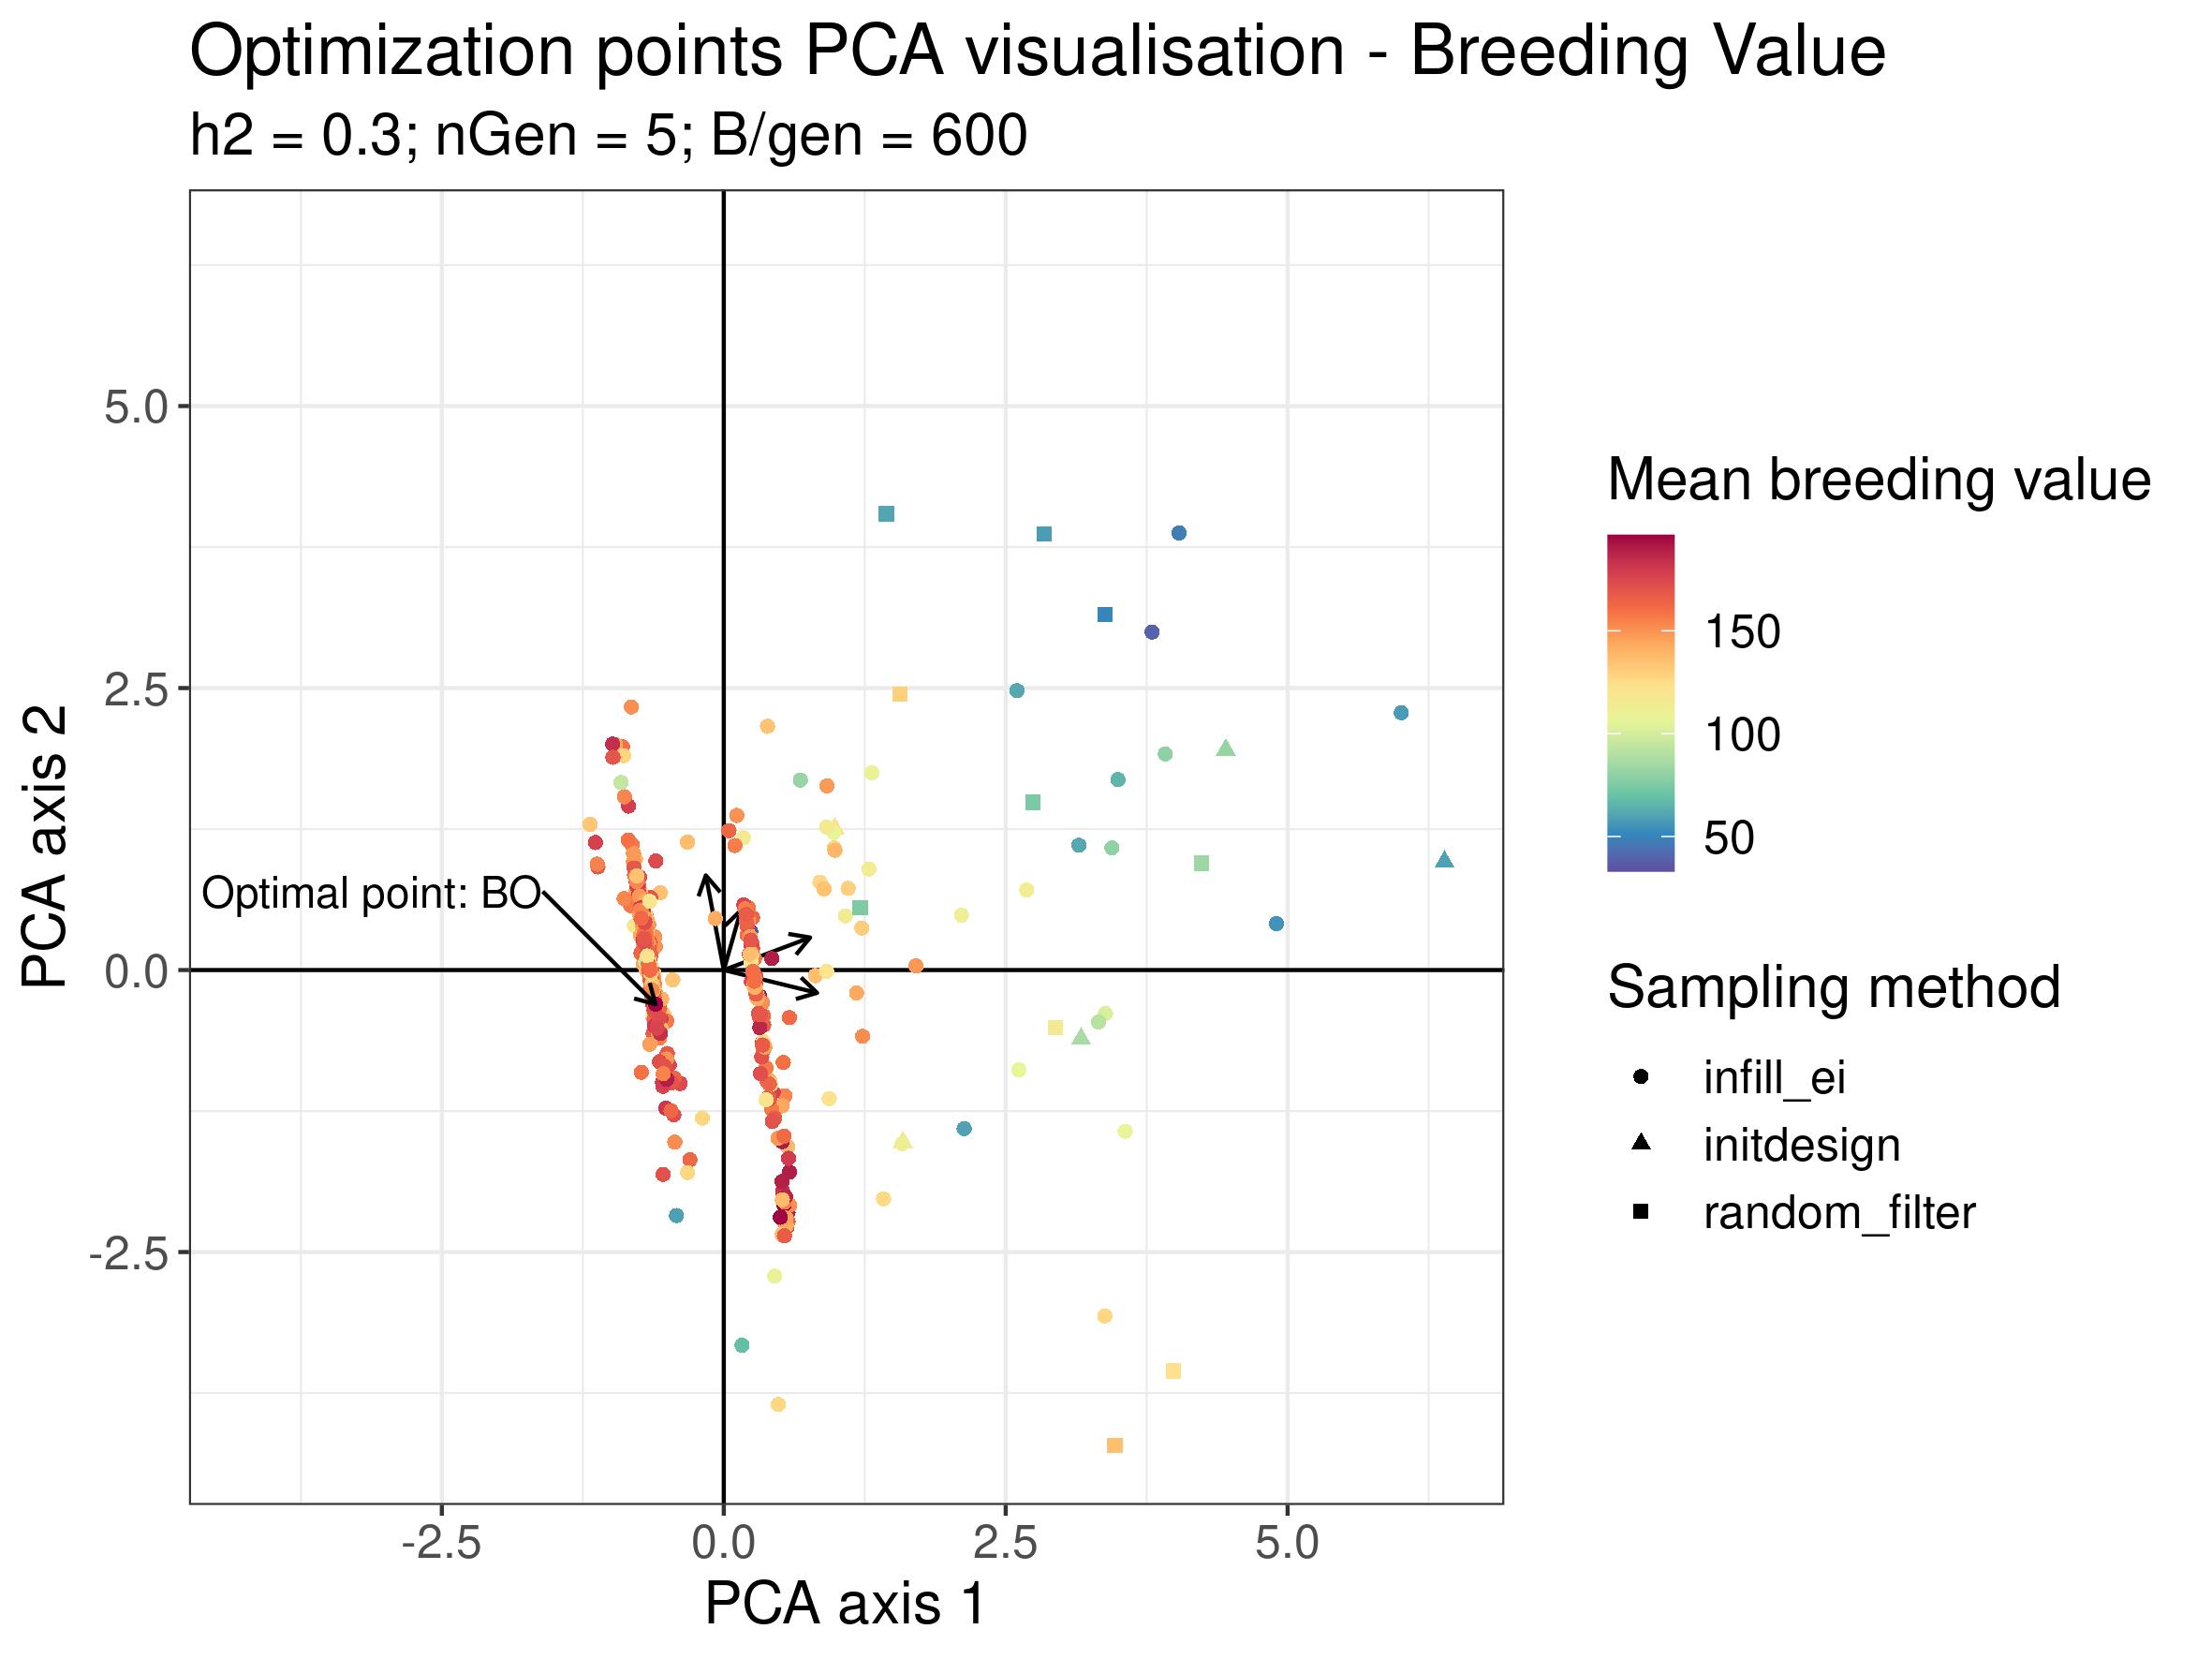 Optimization points PCA visualisation - Breeding Value
h2 = 0.3; nGen = 5; B/gen = 600
PCA axis 2
5.0
2.5
0.0
-2.5
Optimal point: BO
-2.5
0.0
2.5
5.0
PCA axis 1
Mean breeding value
150
100
50
Sampling method
infill_ei
initdesign
random_filter